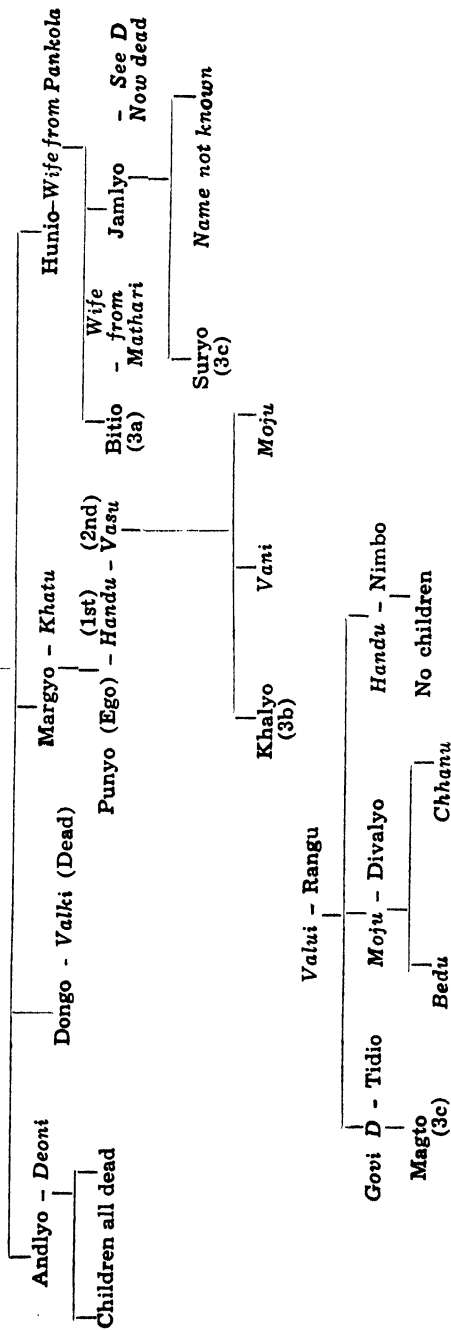 Andlyo – Deoni    Dongo - Valki (Dead)    Margyo - Khatu    Hunio–Wife from Pankola
(1st) (2nd)    Wife
Children all dead    Punyo (Ego) – Handu – Vasu    Bitio – from    Jamlyo – See D
(3a)    Mathari    Now dead
Suryo    Name not known
(3c)
Khalyo    Vani    Moju
(3b)
Valui – Rangu
Govi D – Tidio    Moju – Divalyo    Handu – Nimbo
Magto    Bedu    Chhanu    No children
(3c)